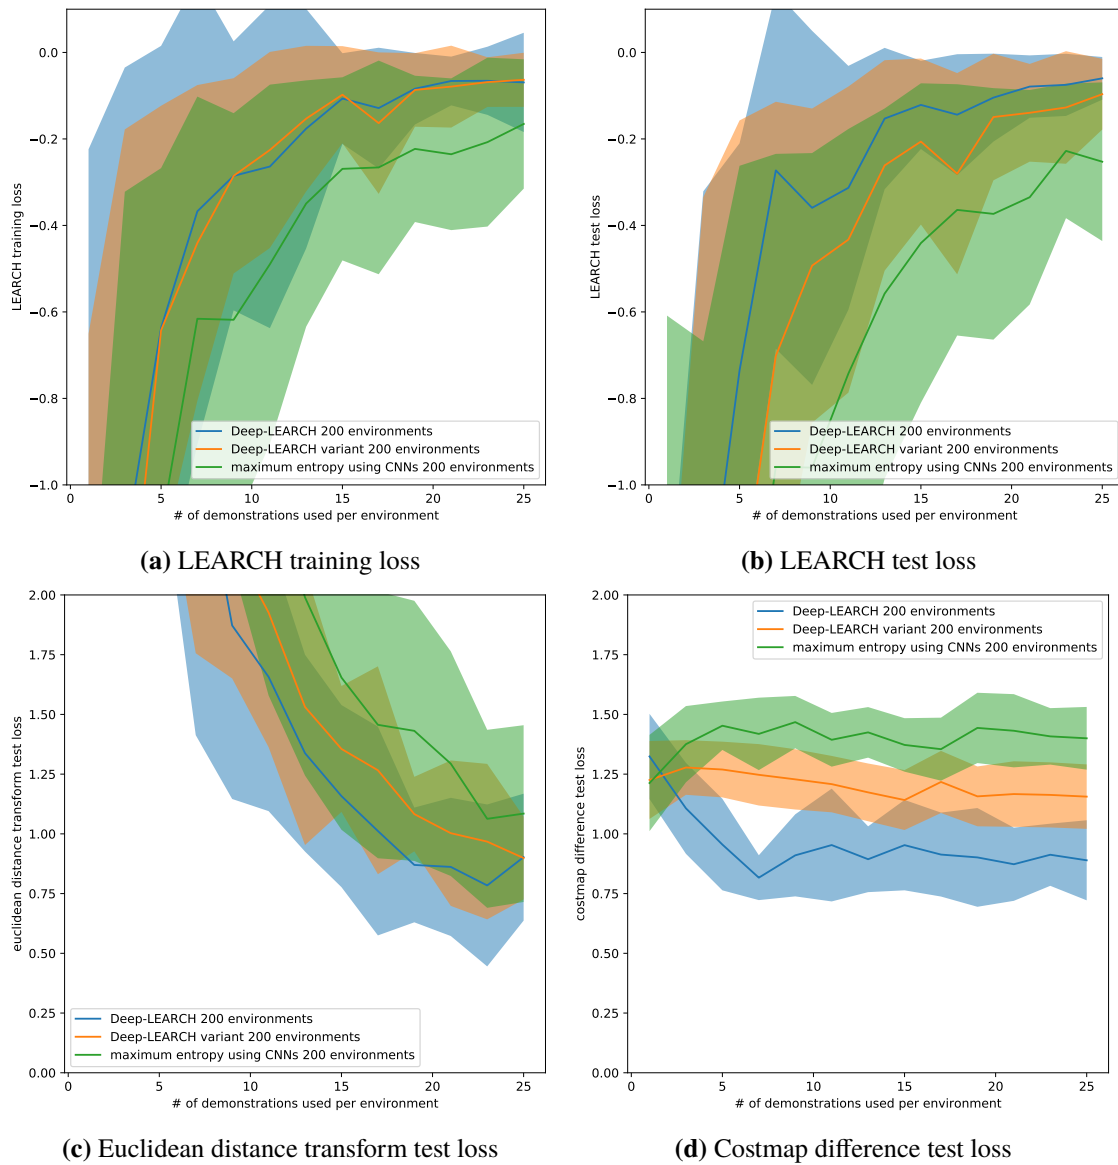 0.0
−0.2
−0.4
−0.6
−0.8
−1.0
LEARCH training loss
Deep-LEARCH 200 environments
Deep-LEARCH variant 200 environments
maximum entropy using CNNs 200 environments
0 5 10 15 20 25
# of demonstrations used per environment
(a) LEARCH training loss
0.0
−0.2
−0.4
−0.6
−0.8
−1.0
LEARCH test loss
Deep-LEARCH 200 environments
Deep-LEARCH variant 200 environments
maximum entropy using CNNs 200 environments
0 5 10 15 20 25
# of demonstrations used per environment
(b) LEARCH test loss
2.00
1.75
1.50
1.25
1.00
0.75
0.50
0.25
0.00
euclidean distance transform test loss
Deep-LEARCH 200 environments
Deep-LEARCH variant 200 environments
maximum entropy using CNNs 200 environments
0 5 10 15 20 25
# of demonstrations used per environment
(c) Euclidean distance transform test loss
2.00
1.75
1.50
1.25
1.00
0.75
0.50
0.25
0.00
costmap difference test loss
Deep-LEARCH 200 environments
Deep-LEARCH variant 200 environments
maximum entropy using CNNs 200 environments
0 5 10 15 20 25
# of demonstrations used per environment
(d) Costmap difference test loss